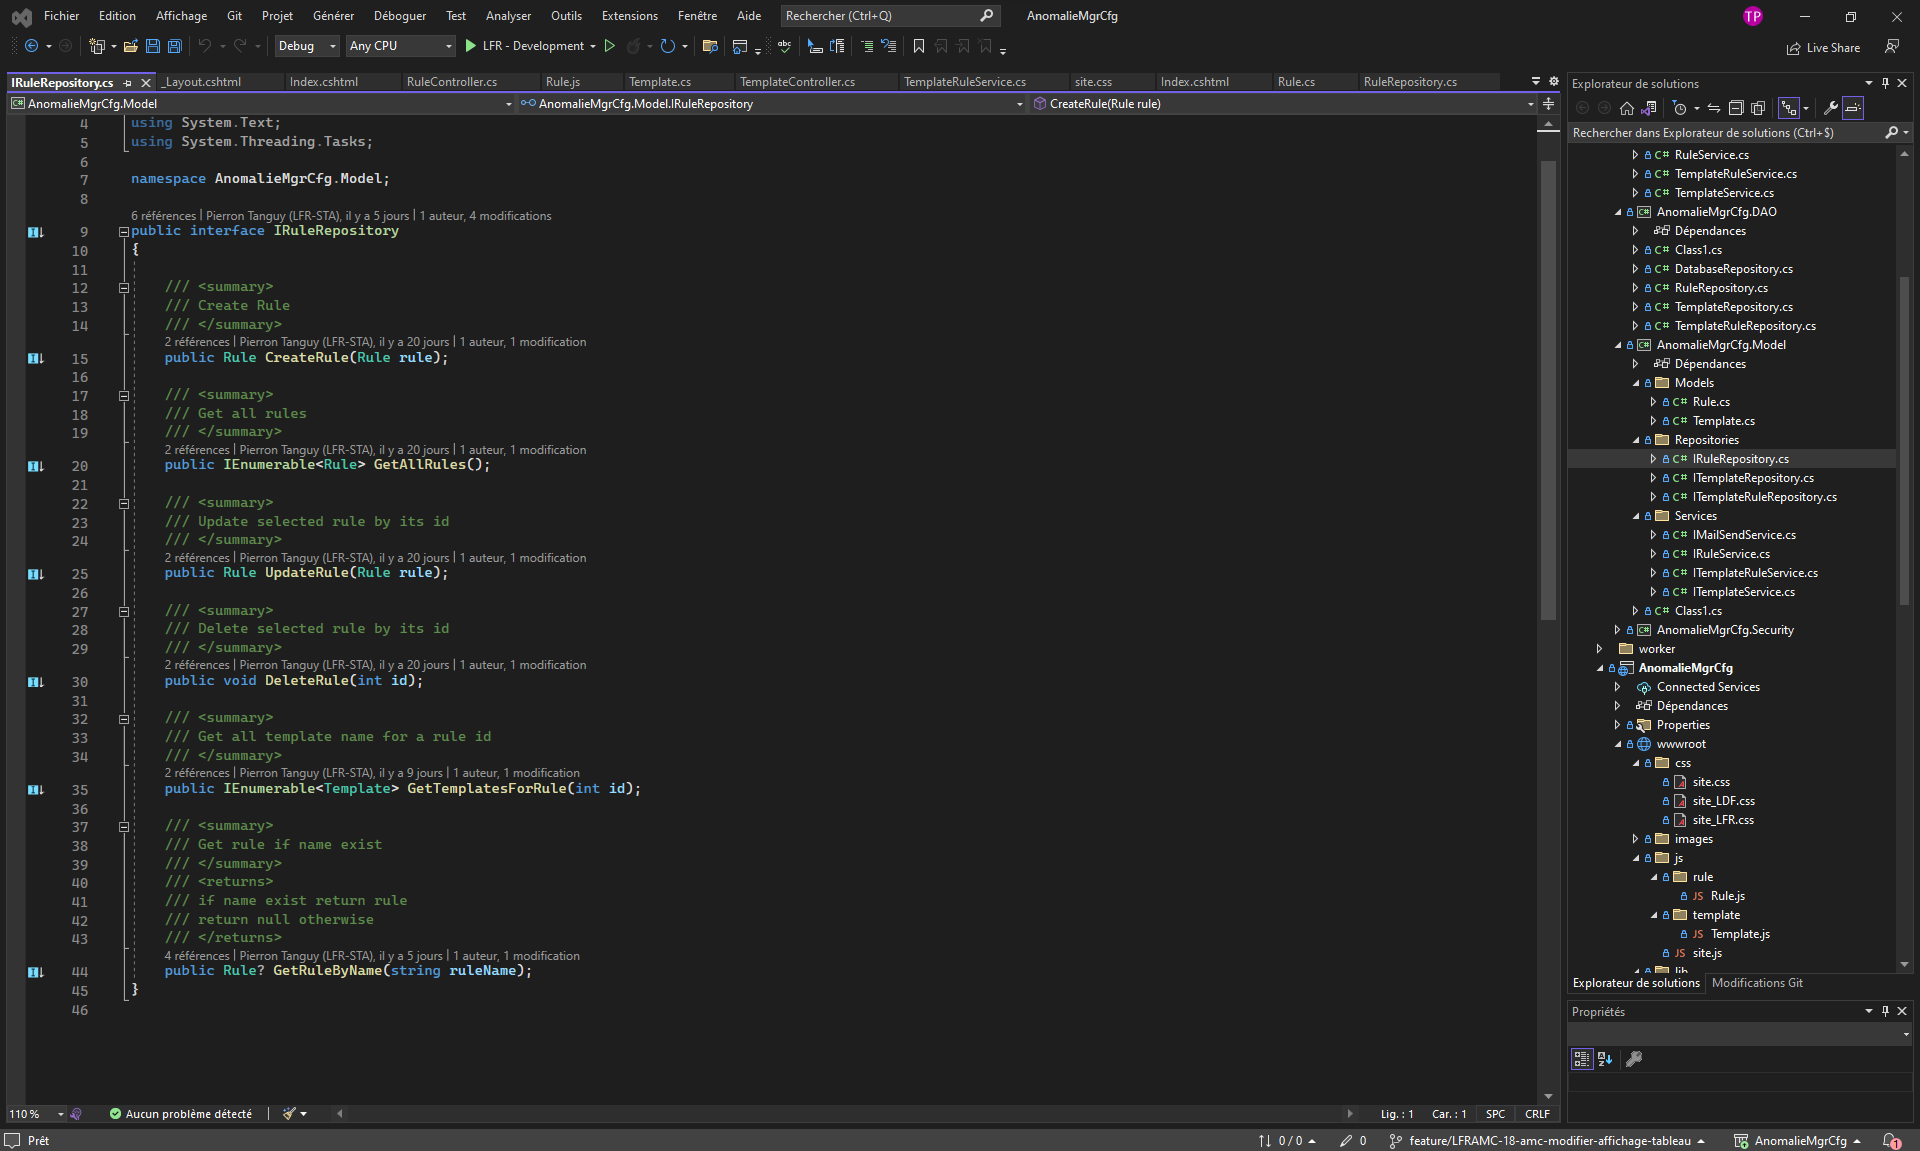 Fichier Edition Affichage Git Projet Générer Déboguer Test Analyser Outils Extensions Fenêtre Aide Rechercher (Ctrl+Q) AnomalieMgrCfg TP
Debug Any CPU LFR - Development Live Share
IRuleRepository.cs _Layout.cshtml Index.cshtml RuleController.cs Rule.js Template.cs TemplateController.cs TemplateRuleService.cs site.css Index.cshtml Rule.cs RuleRepository.cs
AnomalieMgrCfg.Model AnomalieMgrCfg.Model.IRuleRepository CreateRule(Rule rule)
4 using System.Text;
5 using System.Threading.Tasks;
6
7 namespace AnomalieMgrCfg.Model;
8
6 références | Pierron Tanguy (LFR-STA), il y a 5 jours | 1 auteur, 4 modifications
9 public interface IRuleRepository
10 {
11
12 /// <summary>
13 /// Create Rule
14 /// </summary>
2 références | Pierron Tanguy (LFR-STA), il y a 20 jours | 1 auteur, 1 modification
15 public Rule CreateRule(Rule rule);
16
17 /// <summary>
18 /// Get all rules
19 /// </summary>
2 références | Pierron Tanguy (LFR-STA), il y a 20 jours | 1 auteur, 1 modification
20 public IEnumerable<Rule> GetAllRules();
21
22 /// <summary>
23 /// Update selected rule by its id
24 /// </summary>
2 références | Pierron Tanguy (LFR-STA), il y a 20 jours | 1 auteur, 1 modification
25 public Rule UpdateRule(Rule rule);
26
27 /// <summary>
28 /// Delete selected rule by its id
29 /// </summary>
2 références | Pierron Tanguy (LFR-STA), il y a 20 jours | 1 auteur, 1 modification
30 public void DeleteRule(int id);
31
32 /// <summary>
33 /// Get all template name for a rule id
34 /// </summary>
2 références | Pierron Tanguy (LFR-STA), il y a 9 jours | 1 auteur, 1 modification
35 public IEnumerable<Template> GetTemplatesForRule(int id);
36
37 /// <summary>
38 /// Get rule if name exist
39 /// </summary>
40 /// <returns>
41 /// if name exist return rule
42 /// return null otherwise
43 /// </returns>
4 références | Pierron Tanguy (LFR-STA), il y a 5 jours | 1 auteur, 1 modification
44 public Rule? GetRuleByName(string ruleName);
45 }
46
110 % Aucun problème détecté Lig. : 1 Car. : 1 SPC CRLF
Explorateur de solutions
Rechercher dans Explorateur de solutions (Ctrl+$)
C# RuleService.cs
C# TemplateRuleService.cs
C# TemplateService.cs
C# AnomalieMgrCfg.DAO
Dépendances
C# Class1.cs
C# DatabaseRepository.cs
C# RuleRepository.cs
C# TemplateRepository.cs
C# TemplateRuleRepository.cs
C# AnomalieMgrCfg.Model
Dépendances
Models
C# Rule.cs
C# Template.cs
Repositories
C# IRuleRepository.cs
C# ITemplateRepository.cs
C# ITemplateRuleRepository.cs
Services
C# IMailSendService.cs
C# IRuleService.cs
C# ITemplateRuleService.cs
C# ITemplateService.cs
C# Class1.cs
C# AnomalieMgrCfg.Security
worker
AnomalieMgrCfg
Connected Services
Dépendances
Properties
wwwroot
css
site.css
site_LDF.css
site_LFR.css
images
js
rule
JS Rule.js
template
JS Template.js
JS site.js
lib
Explorateur de solutions Modifications Git
Propriétés
Prêt 0 / 0 0 feature/LFRAMC-18-amc-modifier-affichage-tableau AnomalieMgrCfg 1